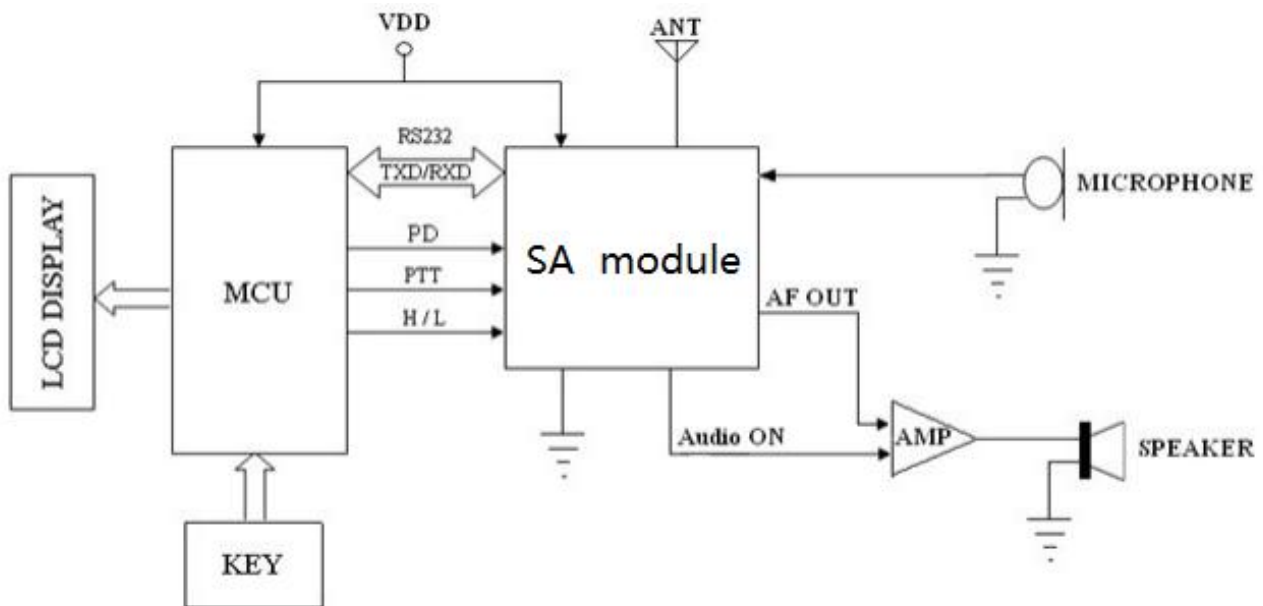 VDD
ANT
RS232
TXD/RXD
MICROPHONE
LCD DISPLAY
MCU
PD
PTT
H / L
SA module
AF OUT
Audio ON
AMP
SPEAKER
KEY